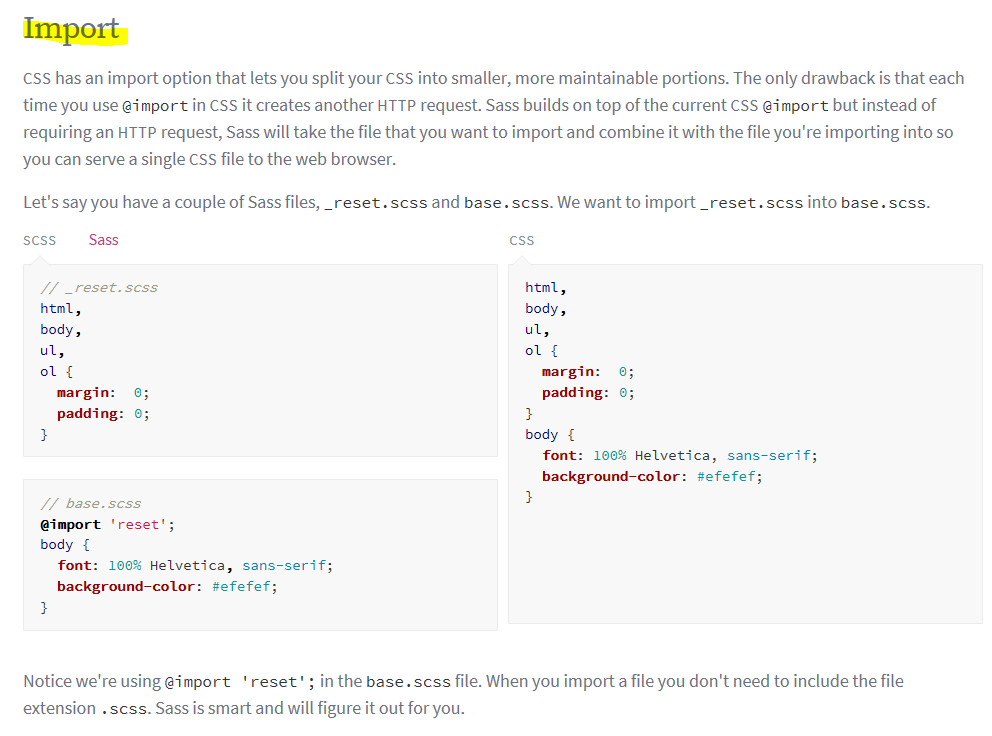 Import
CSS has an import option that lets you split your CSS into smaller, more maintainable portions. The only drawback is that each
time you use @import in CSS it creates another HTTP request. Sass builds on top of the current CSS @import but instead of
requiring an HTTP request, Sass will take the file that you want to import and combine it with the file you're importing into so
you can serve a single CSS file to the web browser.
Let's say you have a couple of Sass files, _reset.scss and base.scss. We want to import _reset.scss into base.scss.
SCSS Sass
// _reset.scss
html,
body,
ul,
ol {
  margin:  0;
  padding: 0;
}
// base.scss
@import 'reset';
body {
  font: 100% Helvetica, sans-serif;
  background-color: #efefef;
}
CSS
html,
body,
ul,
ol {
  margin:  0;
  padding: 0;
}
body {
  font: 100% Helvetica, sans-serif;
  background-color: #efefef;
}
Notice we're using @import 'reset'; in the base.scss file. When you import a file you don't need to include the file
extension .scss. Sass is smart and will figure it out for you.